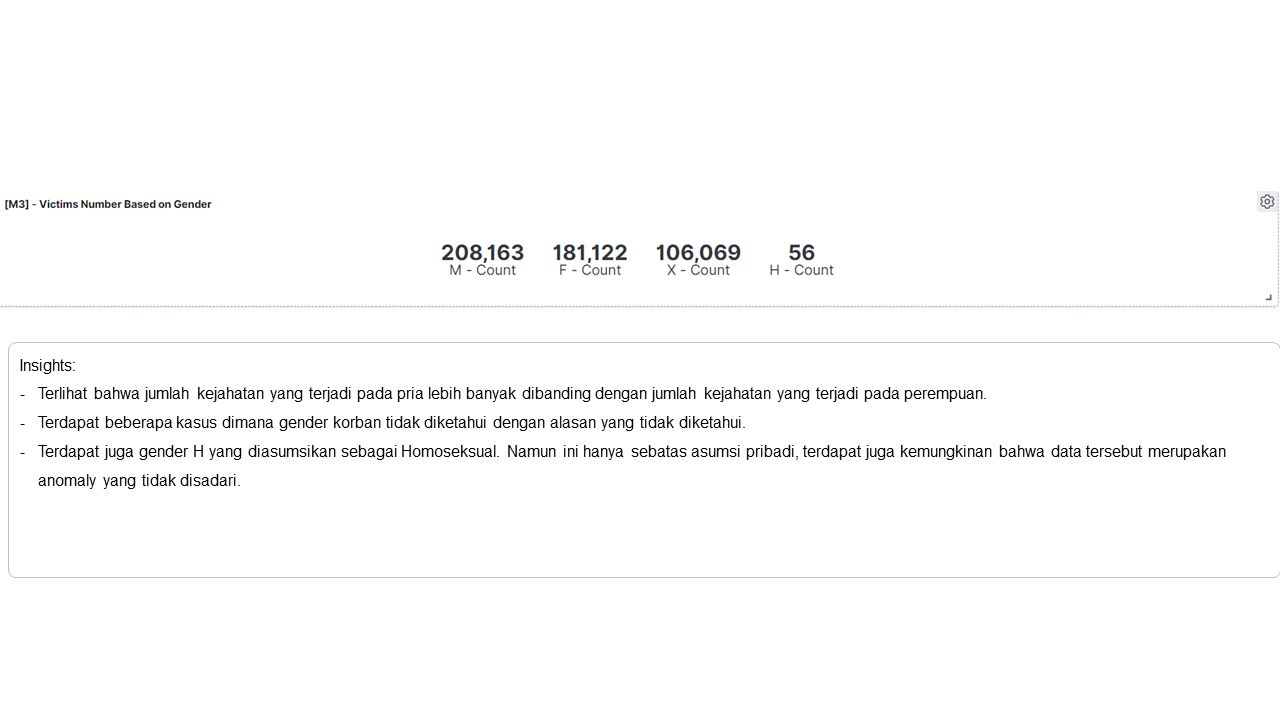 [M3] - Victims Number Based on Gender
208,163 181,122 106,069 56
M - Count F - Count X - Count H - Count
Insights:
- Terlihat bahwa jumlah kejahatan yang terjadi pada pria lebih banyak dibanding dengan jumlah kejahatan yang terjadi pada perempuan.
- Terdapat beberapa kasus dimana gender korban tidak diketahui dengan alasan yang tidak diketahui.
- Terdapat juga gender H yang diasumsikan sebagai Homoseksual. Namun ini hanya sebatas asumsi pribadi, terdapat juga kemungkinan bahwa data tersebut merupakan
anomaly yang tidak disadari.